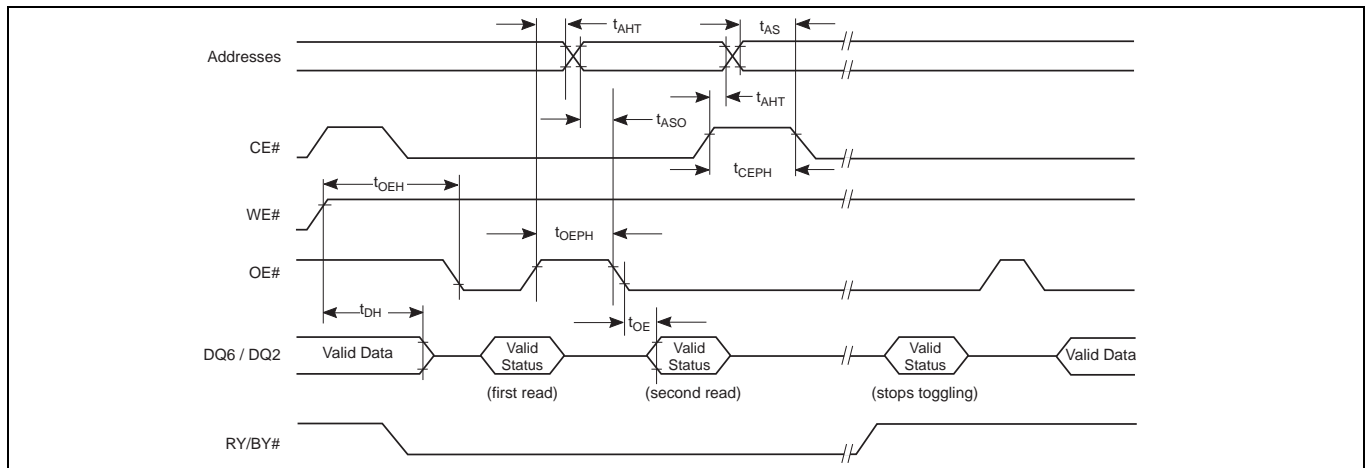 tAHT
tAS
Addresses
tAHT
tASO
CE#
tCEPH
tOEH
WE#
tOEPH
OE#
tDH
tOE
DQ6 / DQ2
Valid Data
Valid
Status
Valid
Status
Valid
Status
Valid Data
(first read)
(second read)
(stops toggling)
RY/BY#